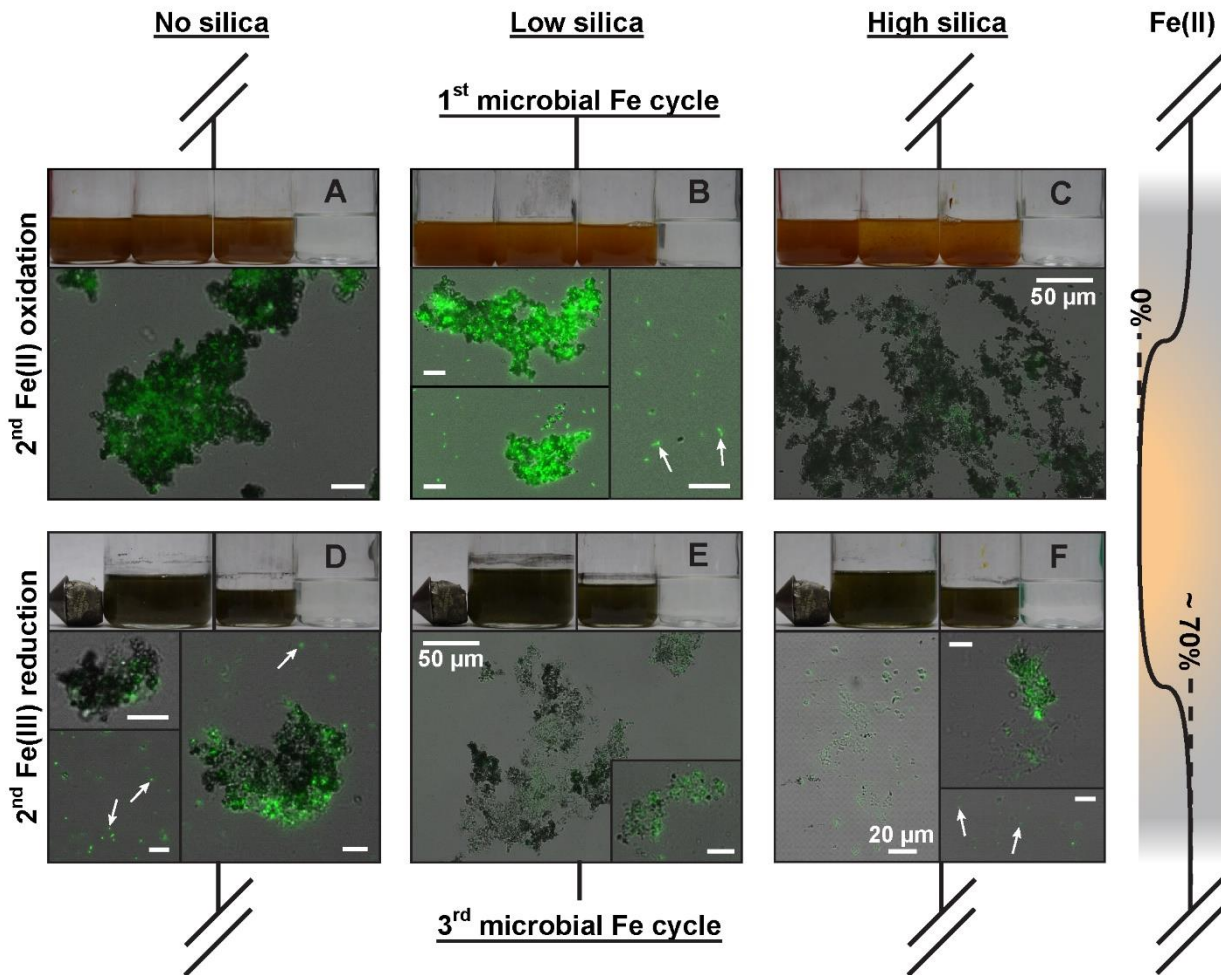 No silica
Low silica
High silica
Fe(II)
1st microbial Fe cycle
2nd Fe(II) oxidation
A
B
C
50 µm
0%
2nd Fe(III) reduction
D
E
F
50 µm
20 µm
~ 70%
3rd microbial Fe cycle